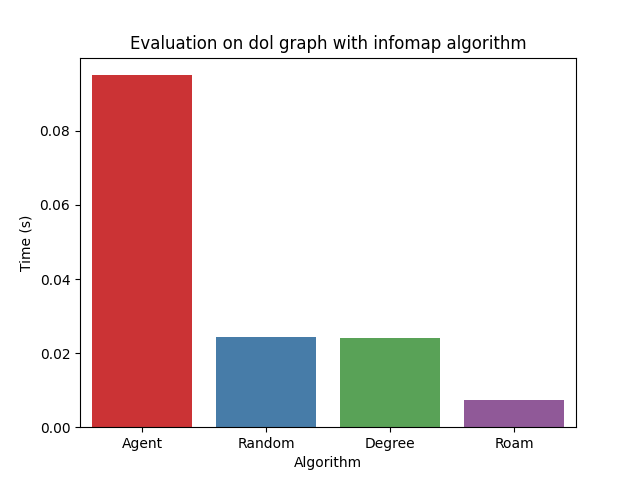 Evaluation on dol graph with infomap algorithm
0.08
0.06
0.04
0.02
0.00
Time (s)
Agent Random Degree Roam
Algorithm